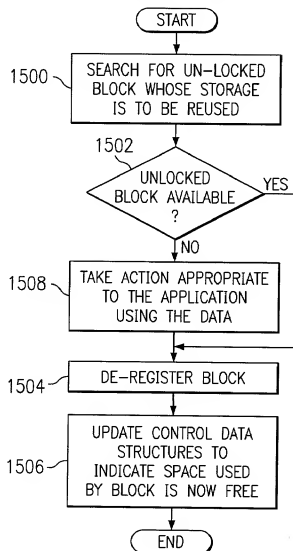 START
1500
SEARCH FOR UN-LOCKED
BLOCK WHOSE STORAGE
IS TO BE REUSED
1502
UNLOCKED
BLOCK AVAILABLE
?
YES
NO
1508
TAKE ACTION APPROPRIATE
TO THE APPLICATION
USING THE DATA
1504
DE-REGISTER BLOCK
1506
UPDATE CONTROL DATA
STRUCTURES TO
INDICATE SPACE USED
BY BLOCK IS NOW FREE
END